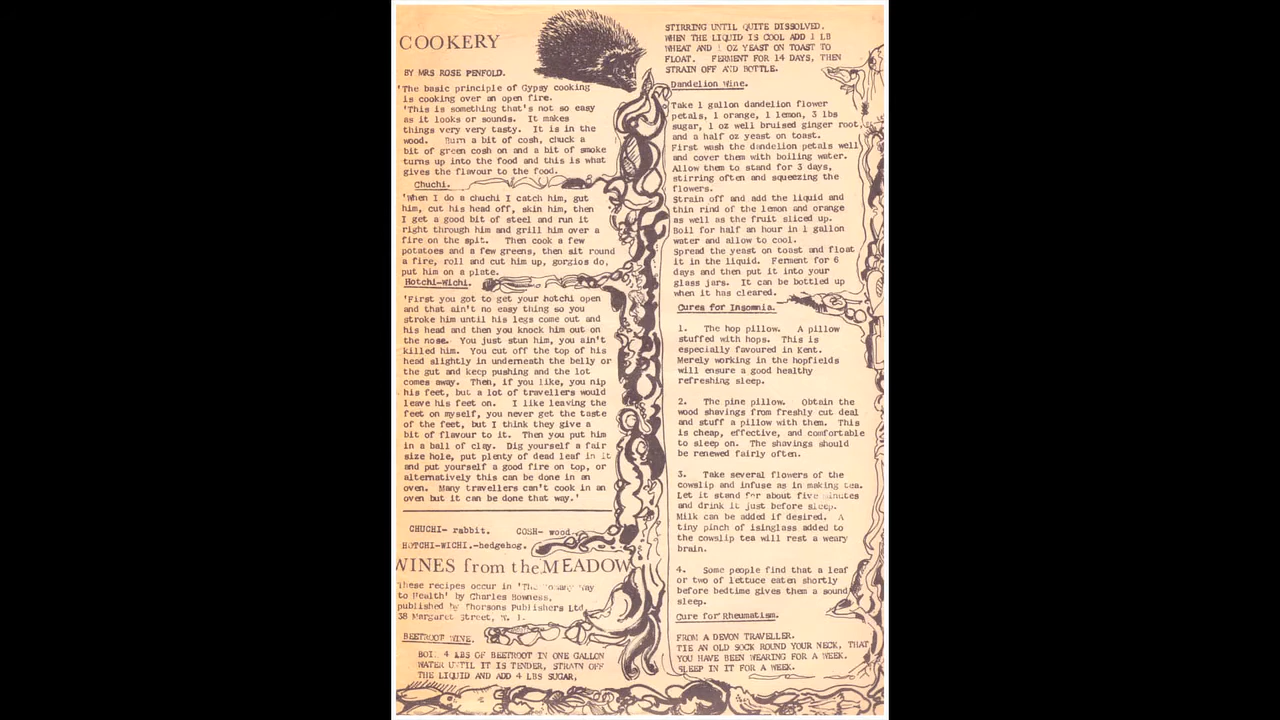 COOKERY
BY MRS ROSE PENFOLD.
'The basic principle of Gypsy cooking
is cooking over an open fire.
'This is something that's not so easy
as it looks or sounds. It makes
things very very tasty. It is in the
wood. Burn a bit of cosh, chuck a
bit of green cosh on and a bit of smoke
turns up into the food and this is what
gives the flavour to the food.
Chuchi.
'When I do a chuchi I catch him, gut
him, cut his head off, skin him, then
I get a good bit of steel and run it
right through him and grill him over a
fire on the spit. Then cook a few
potatoes and a few greens, then sit round
a fire, roll and cut him up, gorgios do,
put him on a plate.
Hotchi-Wichi.
'First you got to get your hotchi open
and that ain't no easy thing so you
stroke him until his legs come out and
his head and then you knock him out on
the nose. You just stun him, you ain't
killed him. You cut off the top of his
head slightly in underneath the belly or
the gut and keep pushing and the lot
comes away. Then, if you like, you nip
his feet, but a lot of travellers would
leave his feet on. I like leaving the
feet on myself, you never get the taste
of the feet, but I think they give a
bit of flavour to it. Then you put him
in a ball of clay. Dig yourself a fair
size hole, put plenty of dead leaf in it
and put yourself a good fire on top, or
alternatively this can be done in an
oven. Many travellers can't cook in an
oven but it can be done that way.'
CHUCHI- rabbit. COSH- wood.
HOTCHI-WICHI.-hedgehog.
WINES from the MEADOW
These recipes occur in 'The Romany Way
to Health' by Charles Bowness,
published by Thorsons Publishers Ltd,
38 Margaret Street, W. 1.
BEETROOT WINE.
BOIL 4 LBS OF BEETROOT IN ONE GALLON
WATER UNTIL IT IS TENDER, STRAIN OFF
THE LIQUID AND ADD 4 LBS SUGAR,
STIRRING UNTIL QUITE DISSOLVED.
WHEN THE LIQUID IS COOL ADD 1 LB
WHEAT AND 1 OZ YEAST ON TOAST TO
FLOAT. FERMENT FOR 14 DAYS, THEN
STRAIN OFF AND BOTTLE.
Dandelion Wine.
Take 1 gallon dandelion flower
petals, 1 orange, 1 lemon, 3 lbs
sugar, 1 oz well bruised ginger root,
and a half oz yeast on toast.
First wash the dandelion petals well
and cover them with boiling water.
Allow them to stand for 3 days,
stirring often and squeezing the
flowers.
Strain off and add the liquid and
thin rind of the lemon and orange
as well as the fruit sliced up.
Boil for half an hour in 1 gallon
water and allow to cool.
Spread the yeast on toast and float
it in the liquid. Ferment for 6
days and then put it into your
glass jars. It can be bottled up
when it has cleared.
Cures for Insomnia.
1. The hop pillow. A pillow
stuffed with hops. This is
especially favoured in Kent.
Merely working in the hopfields
will ensure a good healthy
refreshing sleep.
2. The pine pillow. Obtain the
wood shavings from freshly cut deal
and stuff a pillow with them. This
is cheap, effective, and comfortable
to sleep on. The shavings should
be renewed fairly often.
3. Take several flowers of the
cowslip and infuse as in making tea.
Let it stand for about five minutes
and drink it just before sleep.
Milk can be added if desired. A
tiny pinch of isinglass added to
the cowslip tea will rest a weary
brain.
4. Some people find that a leaf
or two of lettuce eaten shortly
before bedtime gives them a sound
sleep.
Cure for Rheumatism.
FROM A DEVON TRAVELLER.
TIE AN OLD SOCK ROUND YOUR NECK, THAT
YOU HAVE BEEN WEARING FOR A WEEK.
SLEEP IN IT FOR A WEEK.